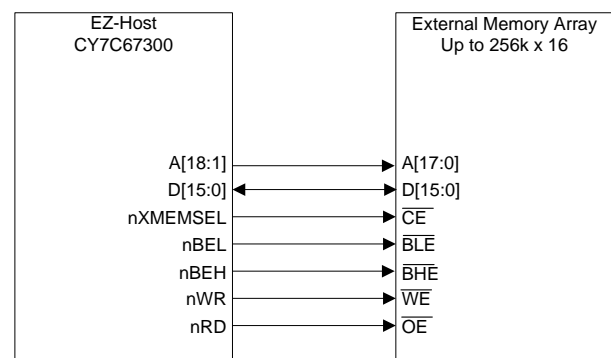 EZ-Host
CY7C67300
External Memory Array
Up to 256k x 16
A[18:1]
A[17:0]
D[15:0]
D[15:0]
nXMEMSEL
CE
nBEL
BLE
nBEH
BHE
nWR
WE
nRD
OE